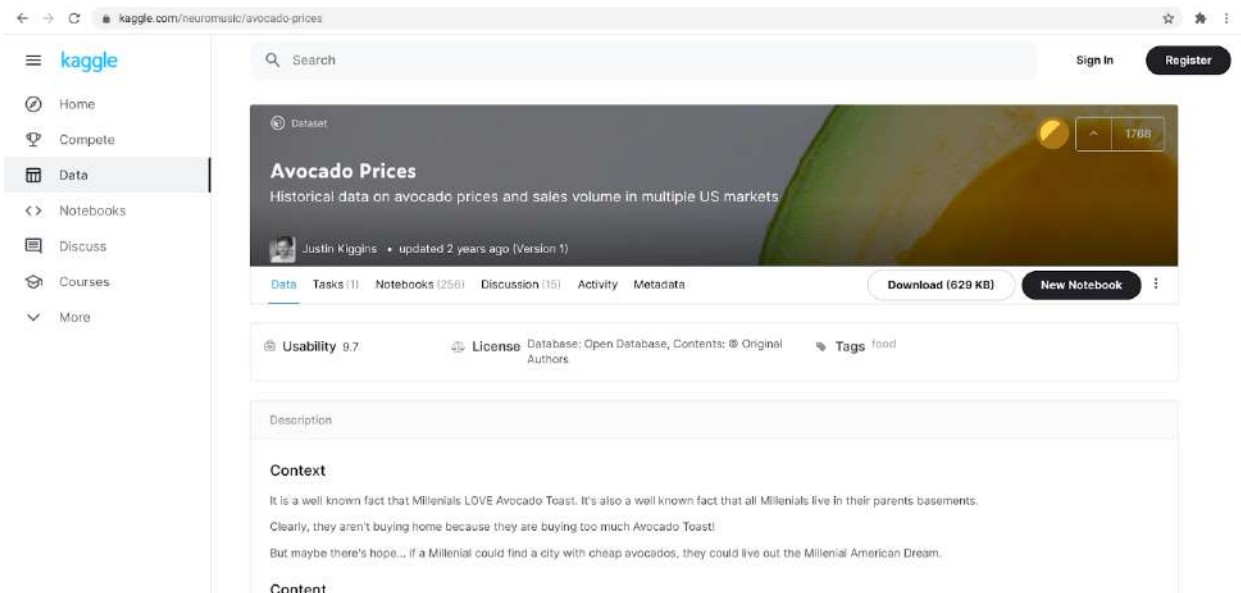 kaggle.com/neuromusic/avocado-prices
kaggle
Search
Sign In
Register
Home
Compete
Data
Notebooks
Discuss
Courses
More
Dataset
1768
Avocado Prices
Historical data on avocado prices and sales volume in multiple US markets
Justin Kiggins • updated 2 years ago (Version 1)
Data Tasks (1) Notebooks (256) Discussion (15) Activity Metadata Download (629 KB) New Notebook
Usability 9.7 License Database: Open Database, Contents: © Original Tags food
Authors
Description
Context
It is a well known fact that Millenials LOVE Avocado Toast. It's also a well known fact that all Millenials live in their parents basements.
Clearly, they aren't buying home because they are buying too much Avocado Toast!
But maybe there's hope... if a Millenial could find a city with cheap avocados, they could live out the Millenial American Dream.
Content